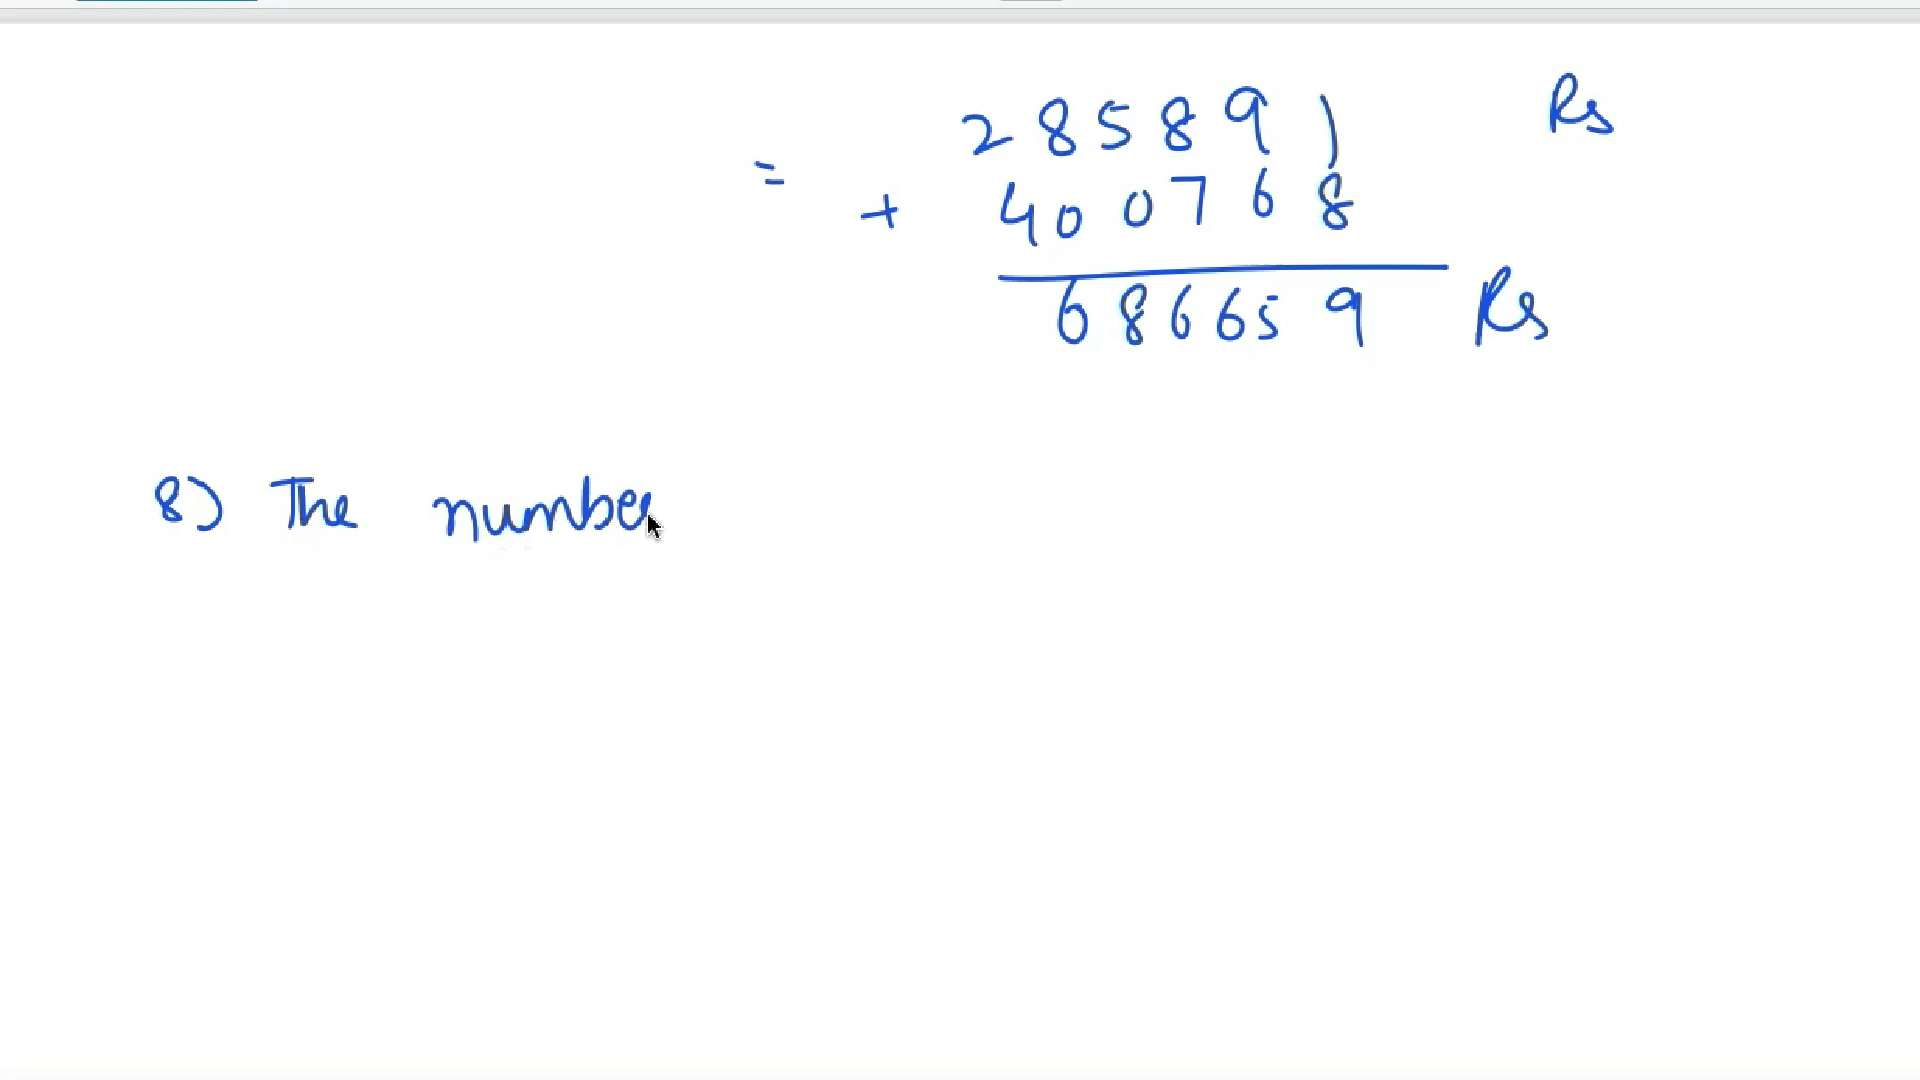 285891 Rs
= + 400768
686659 Rs
8) The number